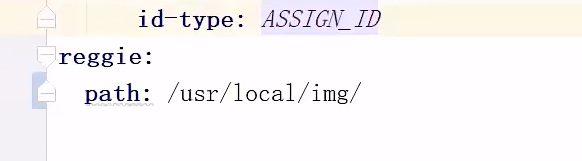 id-type: ASSIGN_ID
reggie:
path: /usr/local/img/